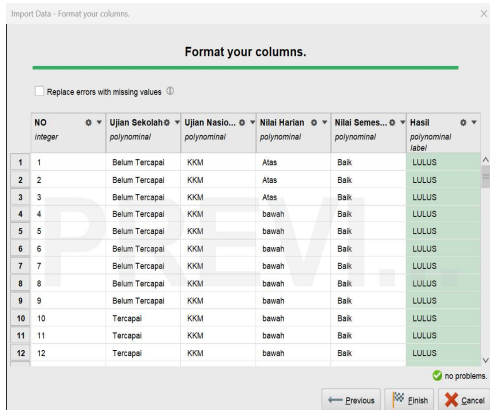 Import Data - Format your columns.
Format your columns.
Replace errors with missing values
NO Ujian Sekolah Ujian Nasio... Nilai Harian Nilai Semes... Hasil
integer polynominal polynominal polynominal polynominal polynominal
label
1 1 Belum Tercapai KKM Atas Baik LULUS
2 2 Belum Tercapai KKM Atas Baik LULUS
3 3 Belum Tercapai KKM Atas Baik LULUS
4 4 Belum Tercapai KKM bawah Baik LULUS
5 5 Belum Tercapai KKM bawah Baik LULUS
6 6 Belum Tercapai KKM bawah Baik LULUS
7 7 Belum Tercapai KKM bawah Baik LULUS
8 8 Belum Tercapai KKM bawah Baik LULUS
9 9 Belum Tercapai KKM bawah Baik LULUS
10 10 Tercapai KKM bawah Baik LULUS
11 11 Tercapai KKM bawah Baik LULUS
12 12 Tercapai KKM bawah Baik LULUS
PREVI...
no problems.
Previous Finish Cancel